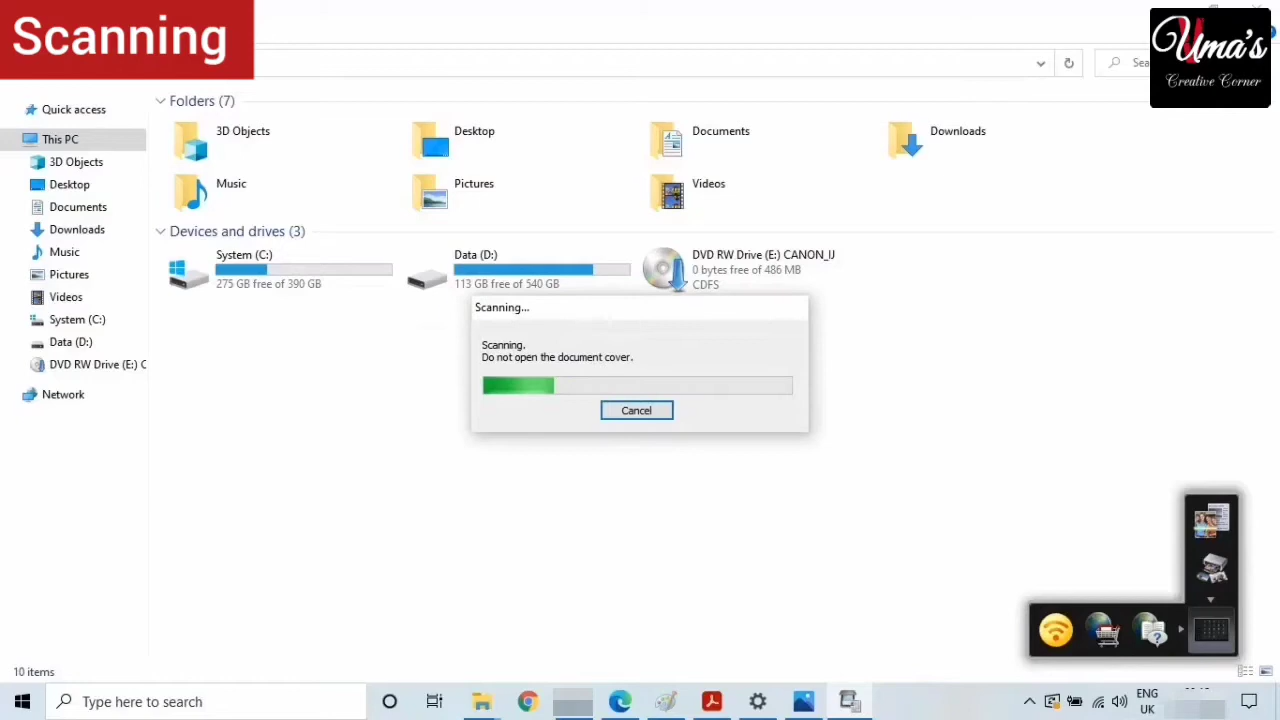 Scanning
Uma's
Creative Corner
Quick access
This PC
3D Objects
Desktop
Documents
Downloads
Music
Pictures
Videos
System (C:)
Data (D:)
DVD RW Drive (E:) C
Network
Folders (7)
3D Objects
Desktop
Documents
Downloads
Music
Pictures
Videos
Devices and drives (3)
System (C:)
275 GB free of 390 GB
Data (D:)
113 GB free of 540 GB
DVD RW Drive (E:) CANON_IJ
0 bytes free of 486 MB
CDFS
Scanning...
Scanning.
Do not open the document cover.
Cancel
10 items
Type here to search
ENG
UK